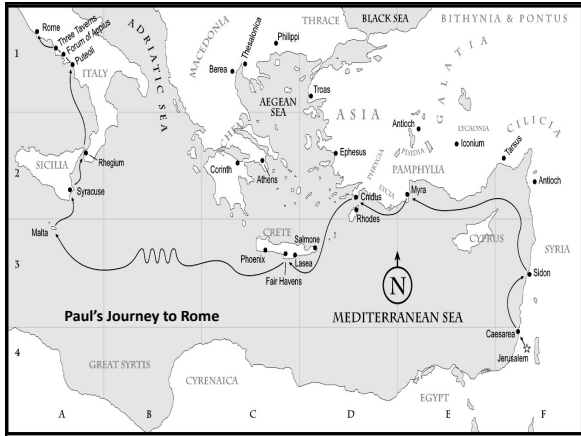 THRACE
BLACK SEA
BITHYNIA & PONTUS
Rome
Three Taverns
Forum of Appius
Puteoli
ADRIATIC SEA
MACEDONIA
Thesalonica
Philippi
Berea
1
ITALY
Troas
AEGEAN
SEA
ASIA
GALATIA
Antioch
LYCAONIA
Iconium
CILICIA
Tarsus
PISIDIA
PHRYGIA
PAMPHYLIA
LYCIA
Ephesus
Corinth
Athens
SICILIA
Rhegium
2
Syracuse
Antioch
Cnidus
Rhodes
Myra
Malta
CRETE
Salmone
Phoenix
Lasea
Fair Havens
CYPRUS
SYRIA
3
N
Sidon
Paul's Journey to Rome
MEDITERRANEAN SEA
Caesarea
4
Jerusalem
GREAT SYRTIS
CYRENAICA
EGYPT
A
B
C
D
E
F